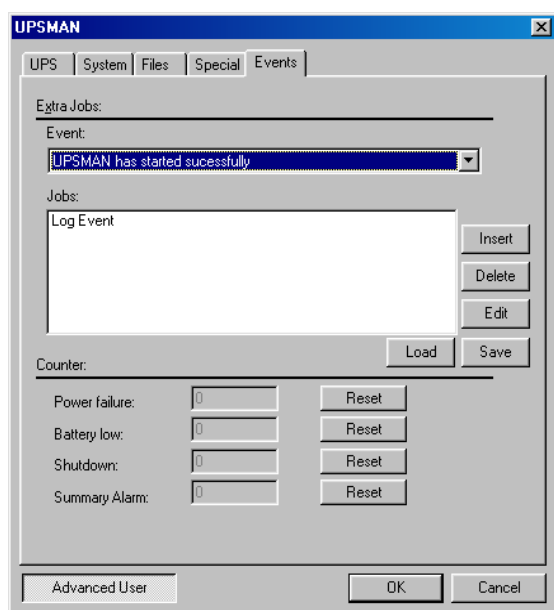 UPSMAN
UPS System Files Special Events
Extra Jobs:
Event:
UPSMAN has started sucessfully
Jobs:
Log Event
Insert
Delete
Edit
Load Save
Counter:
Power failure: 0 Reset
Battery low: 0 Reset
Shutdown: 0 Reset
Summary Alarm: 0 Reset
Advanced User OK Cancel